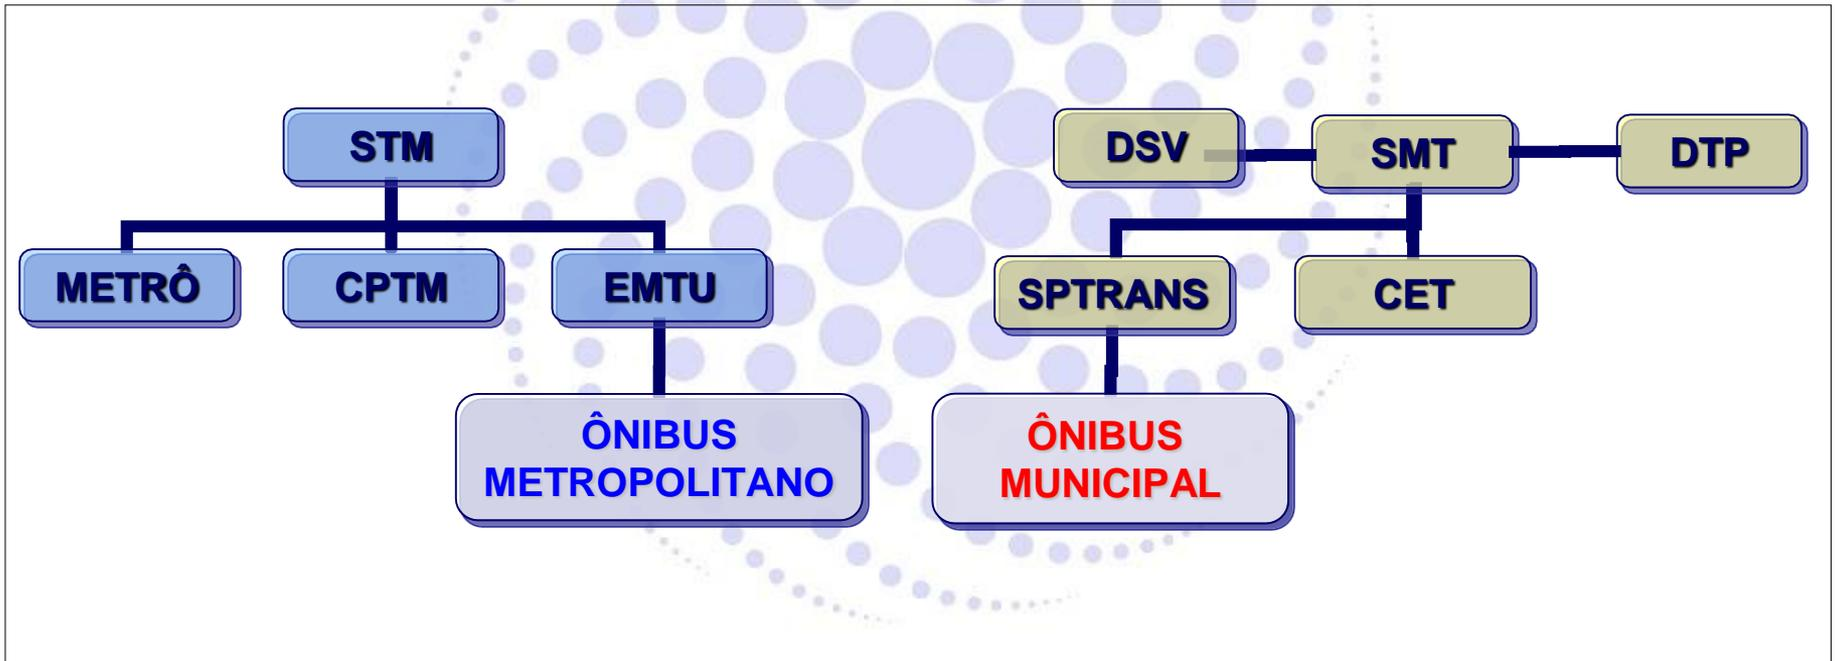 STM
DSV
SMT
DTP
METRÔ
CPTM
EMTU
SPTRANS
CET
ÔNIBUS
METROPOLITANO
ÔNIBUS
MUNICIPAL